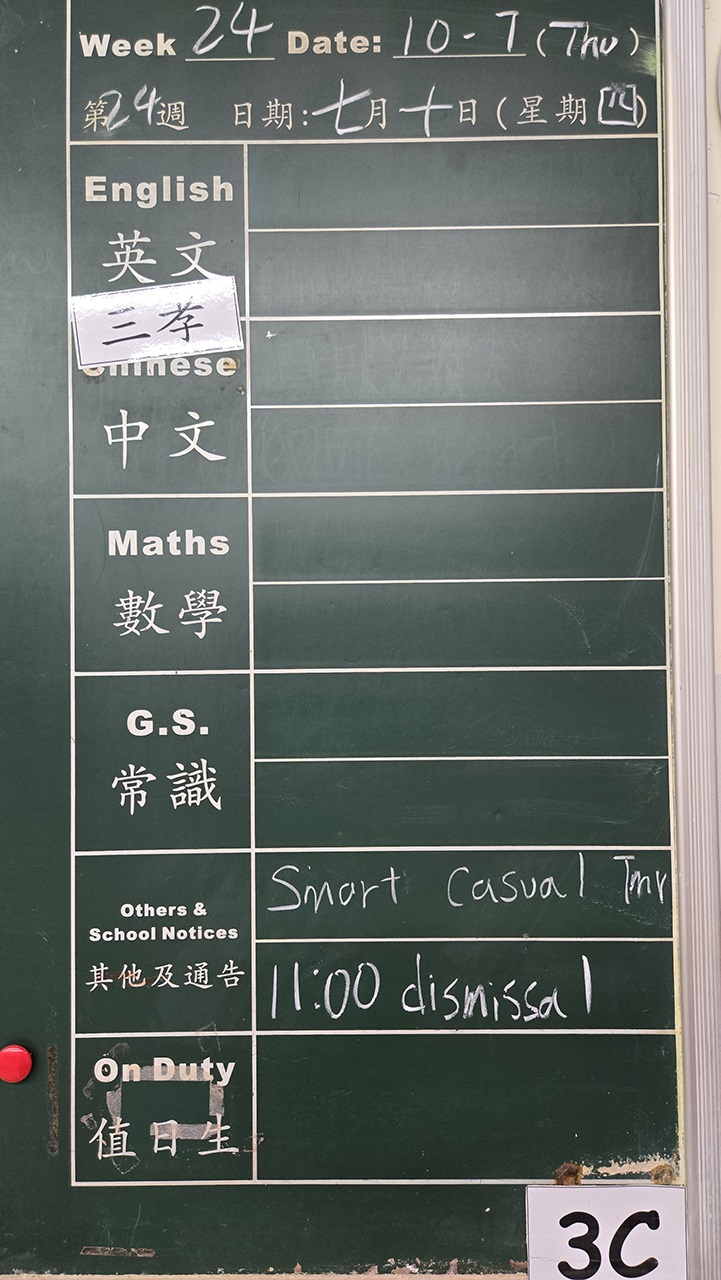 Week 24 Date: 10-7 (Thu)
第24週 日期:七月十日(星期四)
English
英文
三孝
Chinese
中文
Maths
數學
G.S.
常識
Others &
School Notices
其他及通告
Smart Casual Tmr
11:00 dismissal
On Duty
值日生
3C